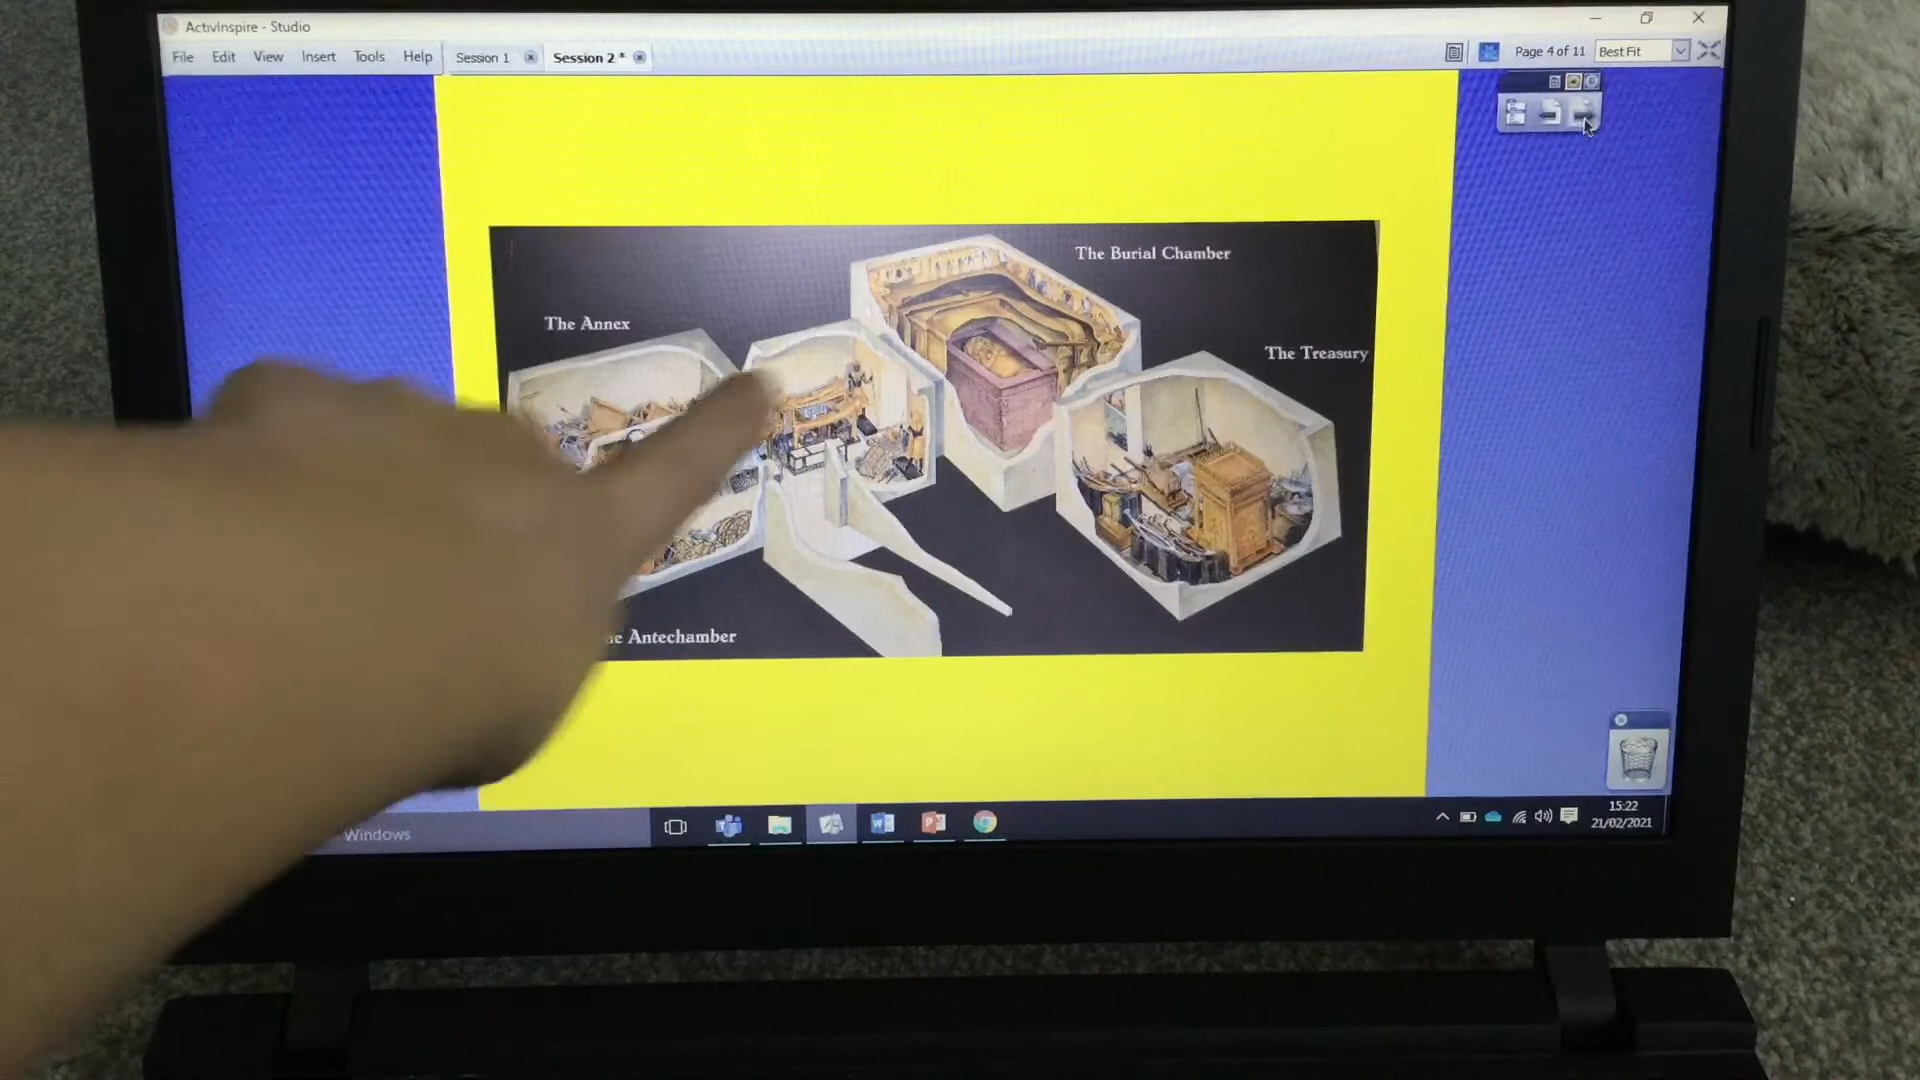 ActivInspire - Studio
File Edit View Insert Tools Help Session 1 Session 2 * Page 4 of 11 Best Fit
The Burial Chamber
The Annex
The Treasury
Antechamber
Windows
15:22
21/02/2021